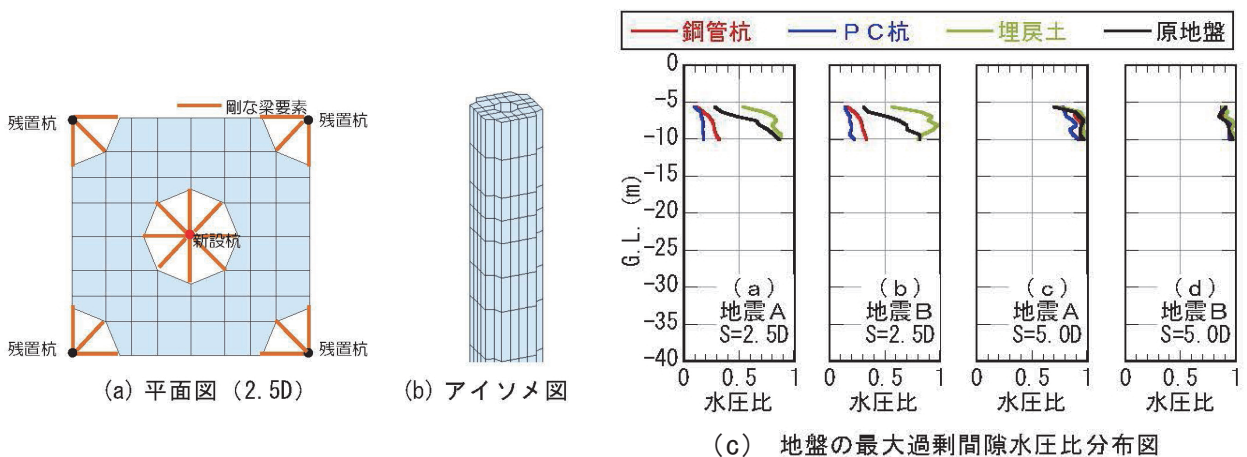 剛な梁要素
残置杭
残置杭
新設杭
残置杭
残置杭
(a) 平面図 (2.5D)
(b) アイソメ図
鋼管杭 ＰＣ杭 埋戻土 原地盤
0
-5
-10
-15
-20
-25
-30
-35
-40
G.L. (m)
(a)
地震A
S=2.5D
(b)
地震B
S=2.5D
(c)
地震A
S=5.0D
(d)
地震B
S=5.0D
0 0.5 1
0 0.5 1
0 0.5 1
0 0.5 1
水圧比 水圧比 水圧比 水圧比
(c) 地盤の最大過剰間隙水圧比分布図